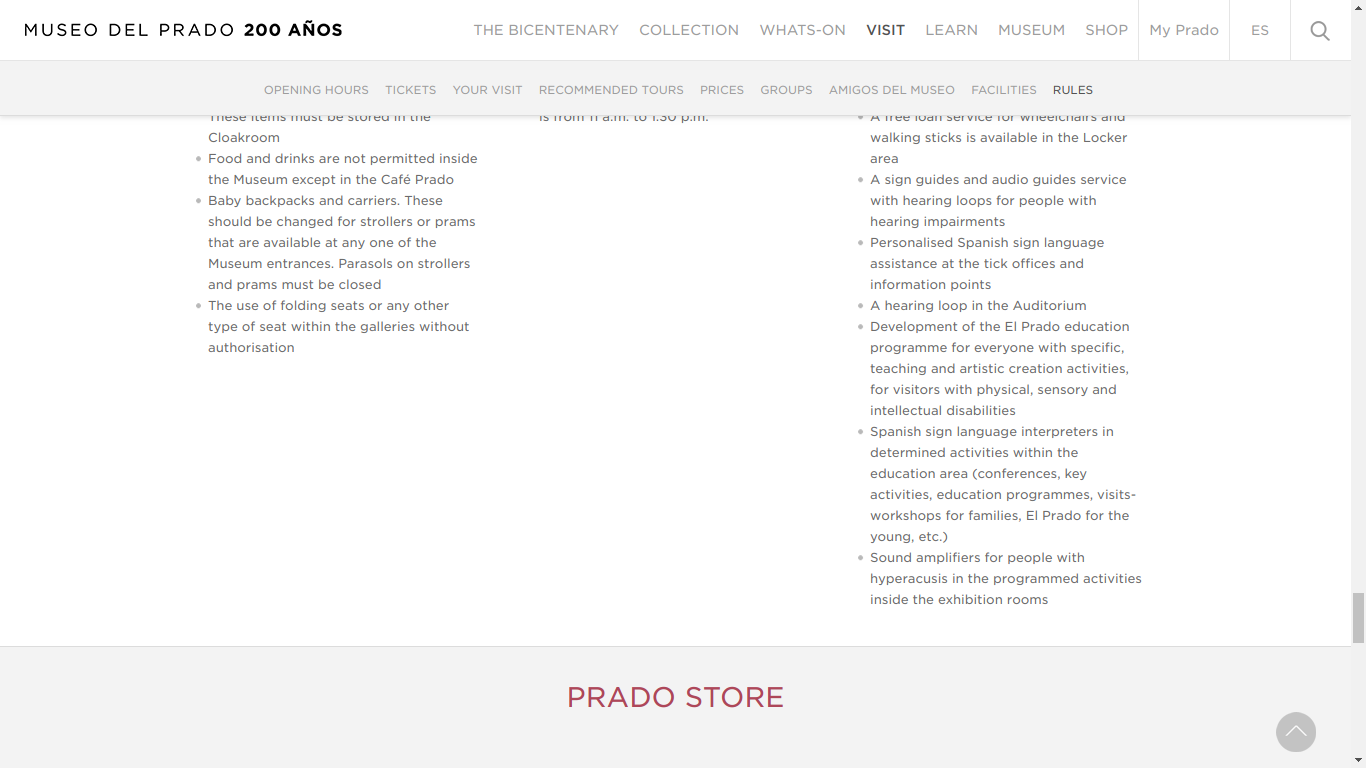 MUSEO DEL PRADO 200 AÑOS
THE BICENTENARY
COLLECTION
WHATS-ON
VISIT
LEARN
MUSEUM
SHOP
My Prado
ES
OPENING HOURS
TICKETS
YOUR VISIT
RECOMMENDED TOURS
PRICES
GROUPS
AMIGOS DEL MUSEO
FACILITIES
RULES
These items must be stored in the
Cloakroom
Food and drinks are not permitted inside
the Museum except in the Café Prado
Baby backpacks and carriers. These
should be changed for strollers or prams
that are available at any one of the
Museum entrances. Parasols on strollers
and prams must be closed
The use of folding seats or any other
type of seat within the galleries without
authorisation
is from 11 a.m. to 1:30 p.m.
A free loan service for wheelchairs and
walking sticks is available in the Locker
area
A sign guides and audio guides service
with hearing loops for people with
hearing impairments
Personalised Spanish sign language
assistance at the tick offices and
information points
A hearing loop in the Auditorium
Development of the El Prado education
programme for everyone with specific,
teaching and artistic creation activities,
for visitors with physical, sensory and
intellectual disabilities
Spanish sign language interpreters in
determined activities within the
education area (conferences, key
activities, education programmes, visits-
workshops for families, El Prado for the
young, etc.)
Sound amplifiers for people with
hyperacusis in the programmed activities
inside the exhibition rooms
PRADO STORE